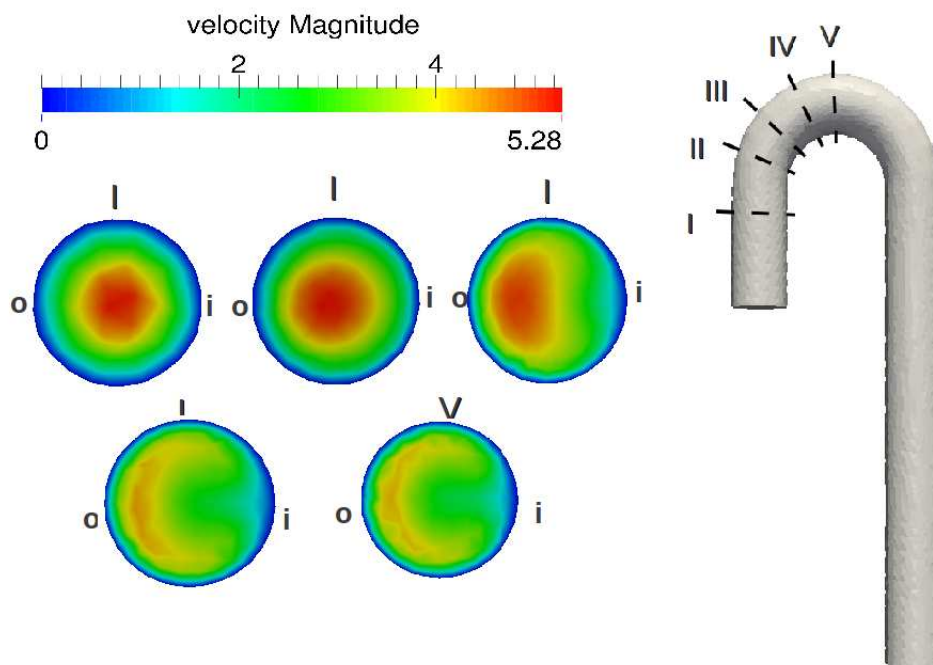 velocity Magnitude
2 4
0 5.28
I I I
o i o i o i
I V
o i o i
IV V
III
II
I